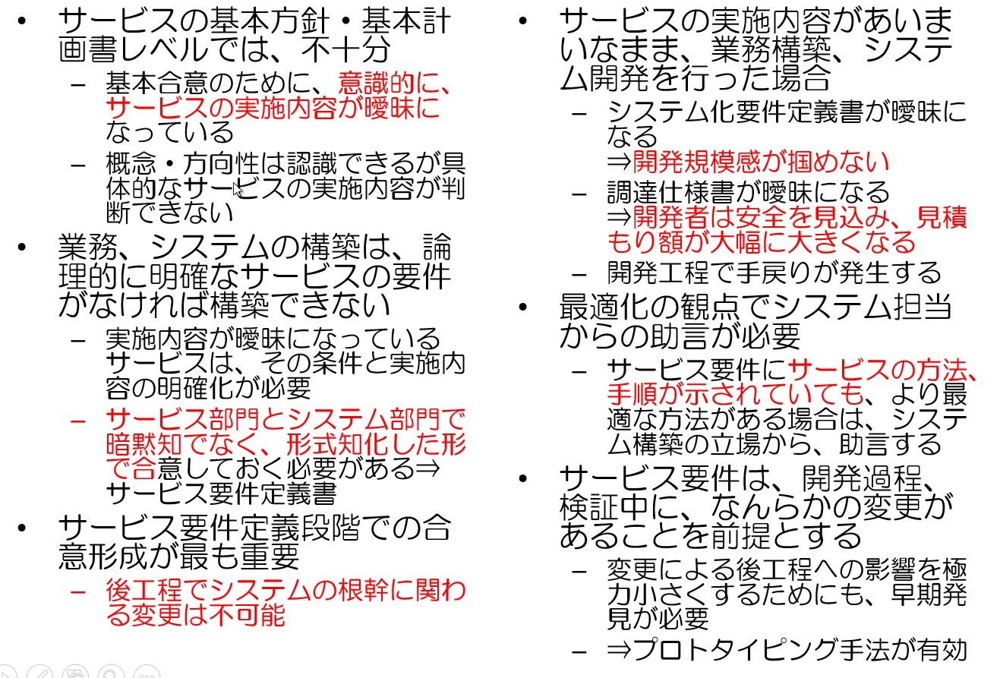 • サービスの基本方針・基本計
画書レベルでは、不十分
– 基本合意のために、意識的に、
サービスの実施内容が曖昧に
なっている
– 概念・方向性は認識できるが具
体的なサービスの実施内容が判
断できない
• 業務、システムの構築は、論
理的に明確なサービスの要件
がなければ構築できない
– 実施内容が曖昧になっている
サービスは、その条件と実施内
容の明確化が必要
– サービス部門とシステム部門で
暗黙知でなく、形式知化した形
で合意しておく必要がある⇒
サービス要件定義書
• サービス要件定義段階での合
意形成が最も重要
– 後工程でシステムの根幹に関わ
る変更は不可能
• サービスの実施内容があいま
いなまま、業務構築、システ
ム開発を行った場合
– システム化要件定義書が曖昧に
なる
⇒開発規模感が掴めない
– 調達仕様書が曖昧になる
⇒開発者は安全を見込み、見積
もり額が大幅に大きくなる
– 開発工程で手戻りが発生する
• 最適化の観点でシステム担当
からの助言が必要
– サービス要件にサービスの方法、
手順が示されていても、より最
適な方法がある場合は、システ
ム構築の立場から、助言する
• サービス要件は、開発過程、
検証中に、なんらかの変更が
あることを前提とする
– 変更による後工程への影響を極
力小さくするためにも、早期発
見が必要
– ⇒プロトタイピング手法が有効